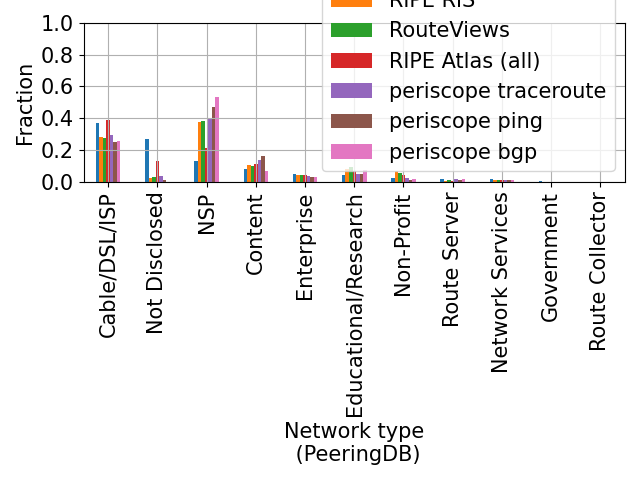 RIPE RIS
RouteViews
RIPE Atlas (all)
periscope traceroute
periscope ping
periscope bgp
1.0
0.8
0.6
0.4
0.2
0.0
Fraction
Cable/DSL/ISP
Not Disclosed
NSP
Content
Enterprise
Educational/Research
Non-Profit
Route Server
Network Services
Government
Route Collector
Network type
(PeeringDB)